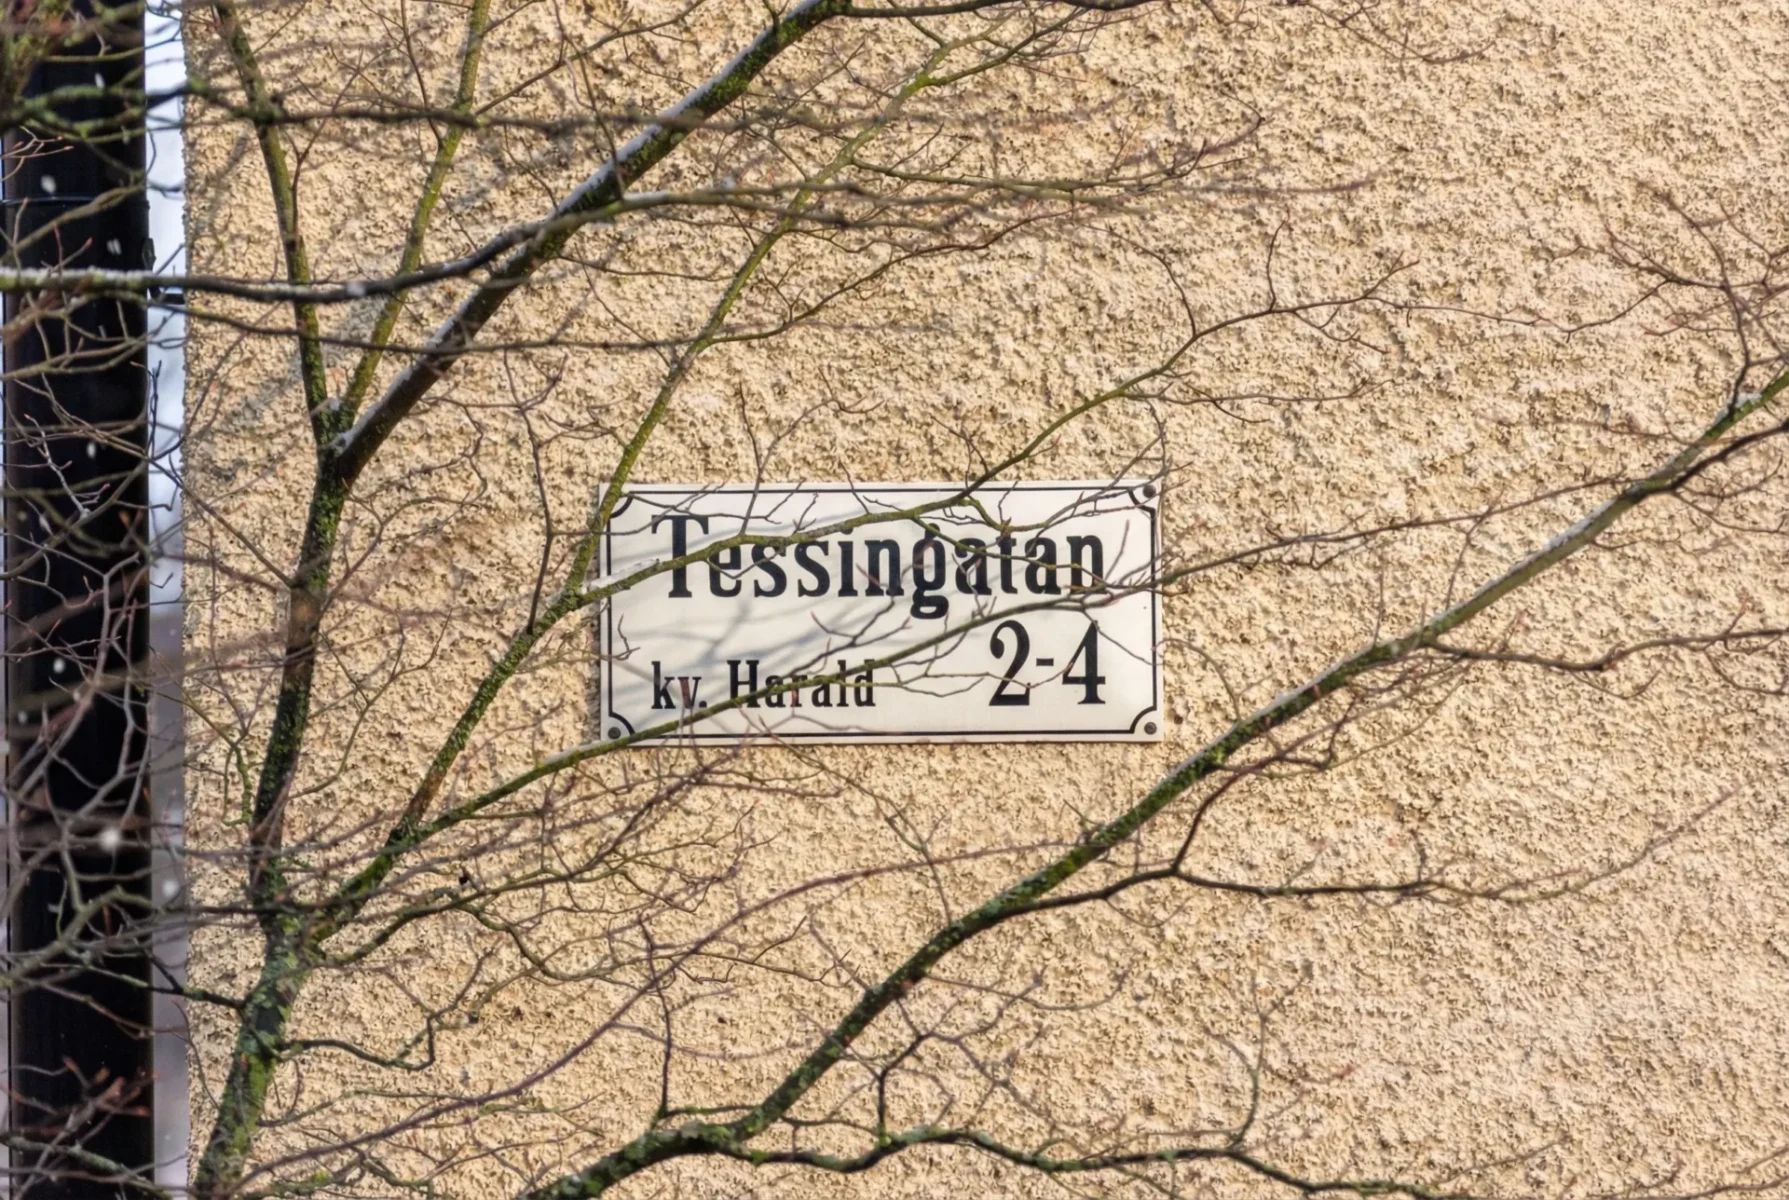 Tessingatan
kv. Harald 2-4